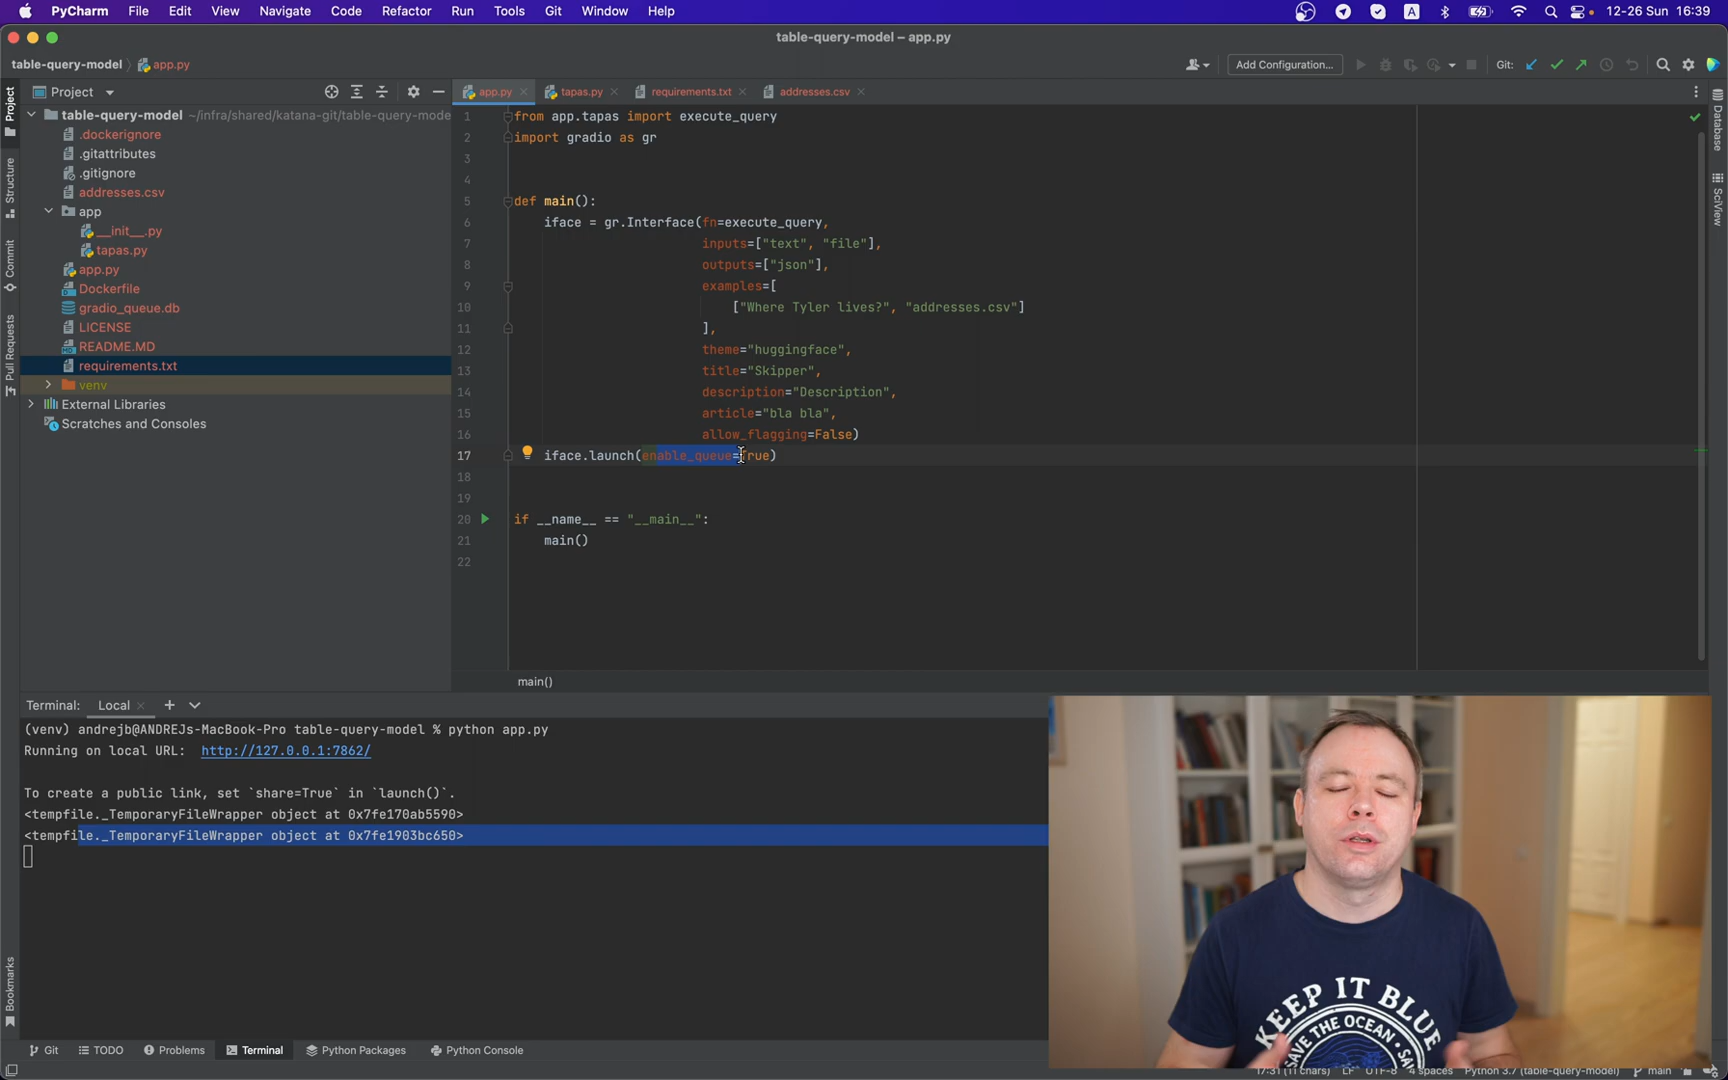 PyCharm File Edit View Navigate Code Refactor Run Tools Git Window Help A 12-26 Sun 16:39
table-query-model – app.py
table-query-model app.py Add Configuration... Git:
Project
app.py tapas.py requirements.txt addresses.csv
table-query-model ~/infra/shared/katana-git/table-query-mode
.dockerignore
.gitattributes
.gitignore
addresses.csv
app
__init__.py
tapas.py
app.py
Dockerfile
gradio_queue.db
LICENSE
README.MD
requirements.txt
venv
External Libraries
Scratches and Consoles
Project
Structure
Commit
Pull Requests
Bookmarks
1 from app.tapas import execute_query
2 import gradio as gr
3
4
5 def main():
6 iface = gr.Interface(fn=execute_query,
7 inputs=["text", "file"],
8 outputs=["json"],
9 examples=[
10 ["Where Tyler lives?", "addresses.csv"]
11 ],
12 theme="huggingface",
13 title="Skipper",
14 description="Description",
15 article="bla bla",
16 allow_flagging=False)
17 iface.launch(enable_queue=True)
18
19
20 if __name__ == "__main__":
21 main()
22
main()
Database
SciView
Terminal: Local
(venv) andrejb@ANDREJs-MacBook-Pro table-query-model % python app.py
Running on local URL: http://127.0.0.1:7862/
To create a public link, set `share=True` in `launch()`.
<tempfile._TemporaryFileWrapper object at 0x7fe170ab5590>
<tempfile._TemporaryFileWrapper object at 0x7fe1903bc650>
KEEP IT BLUE
SAVE THE OCEAN
Git TODO Problems Terminal Python Packages Python Console
17:31 (11 chars) LF UTF-8 4 spaces Python 3.7 (table-query-model) main